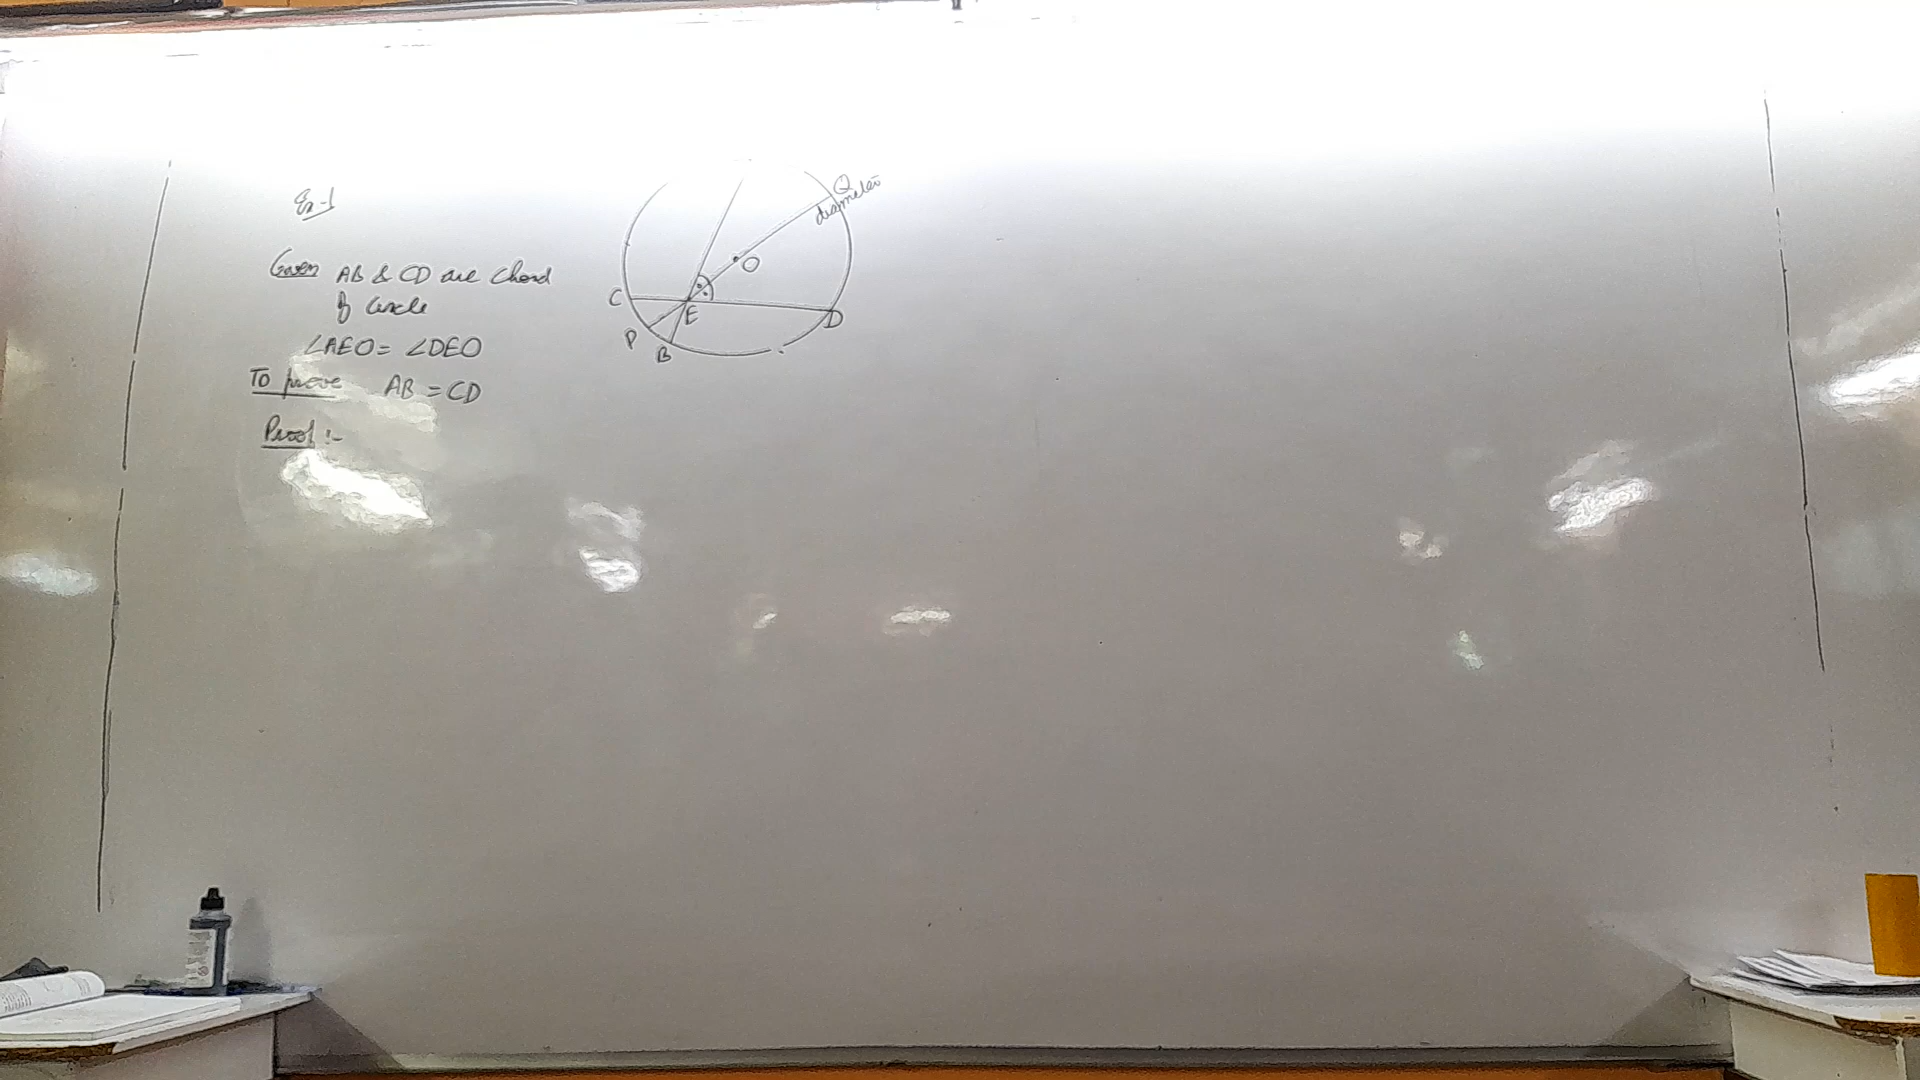 Ex-1
Given AB & CD are chord
of circle
∠AEO = ∠DEO
To prove AB = CD
Proof :-
Q
diameter
O
C
E
D
P
B